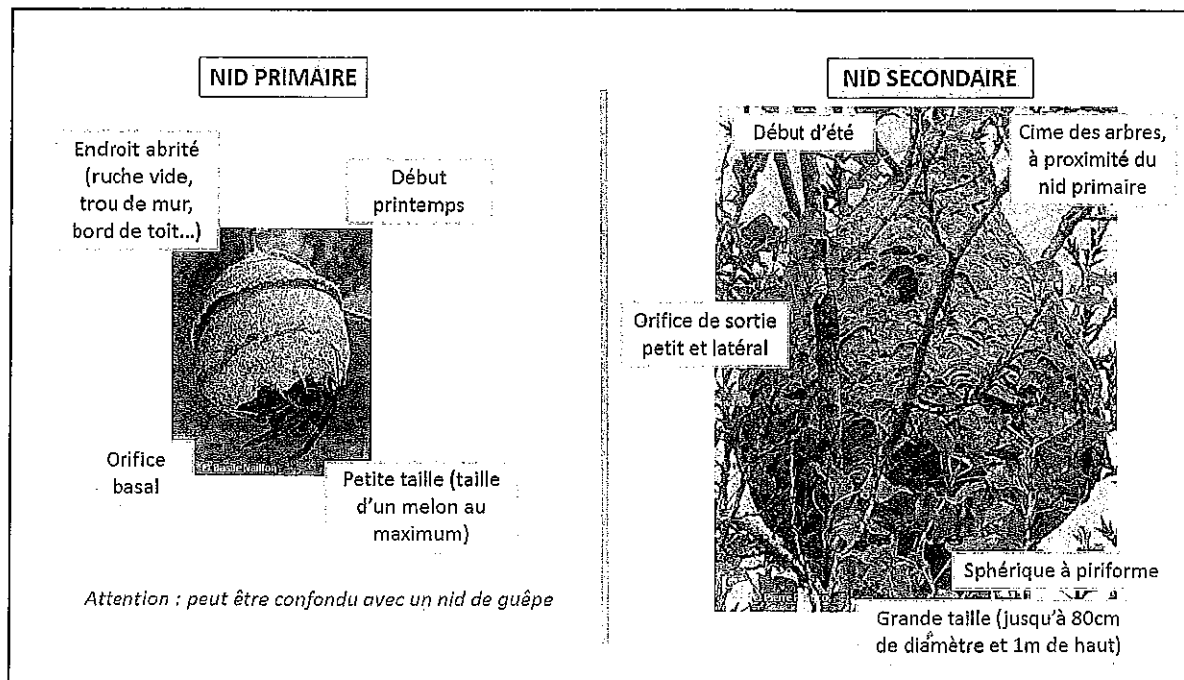 NID PRIMAIRE
Endroit abrité
(ruche vide,
trou de mur,
bord de toit...)
Début
printemps
Orifice
basal
Petite taille (taille
d'un melon au
maximum)
Attention : peut être confondu avec un nid de guêpe
NID SECONDAIRE
Début d'été
Cime des arbres,
à proximité du
nid primaire
Orifice de sortie
petit et latéral
Sphérique à piriforme
Grande taille (jusqu'à 80cm
de diamètre et 1m de haut)